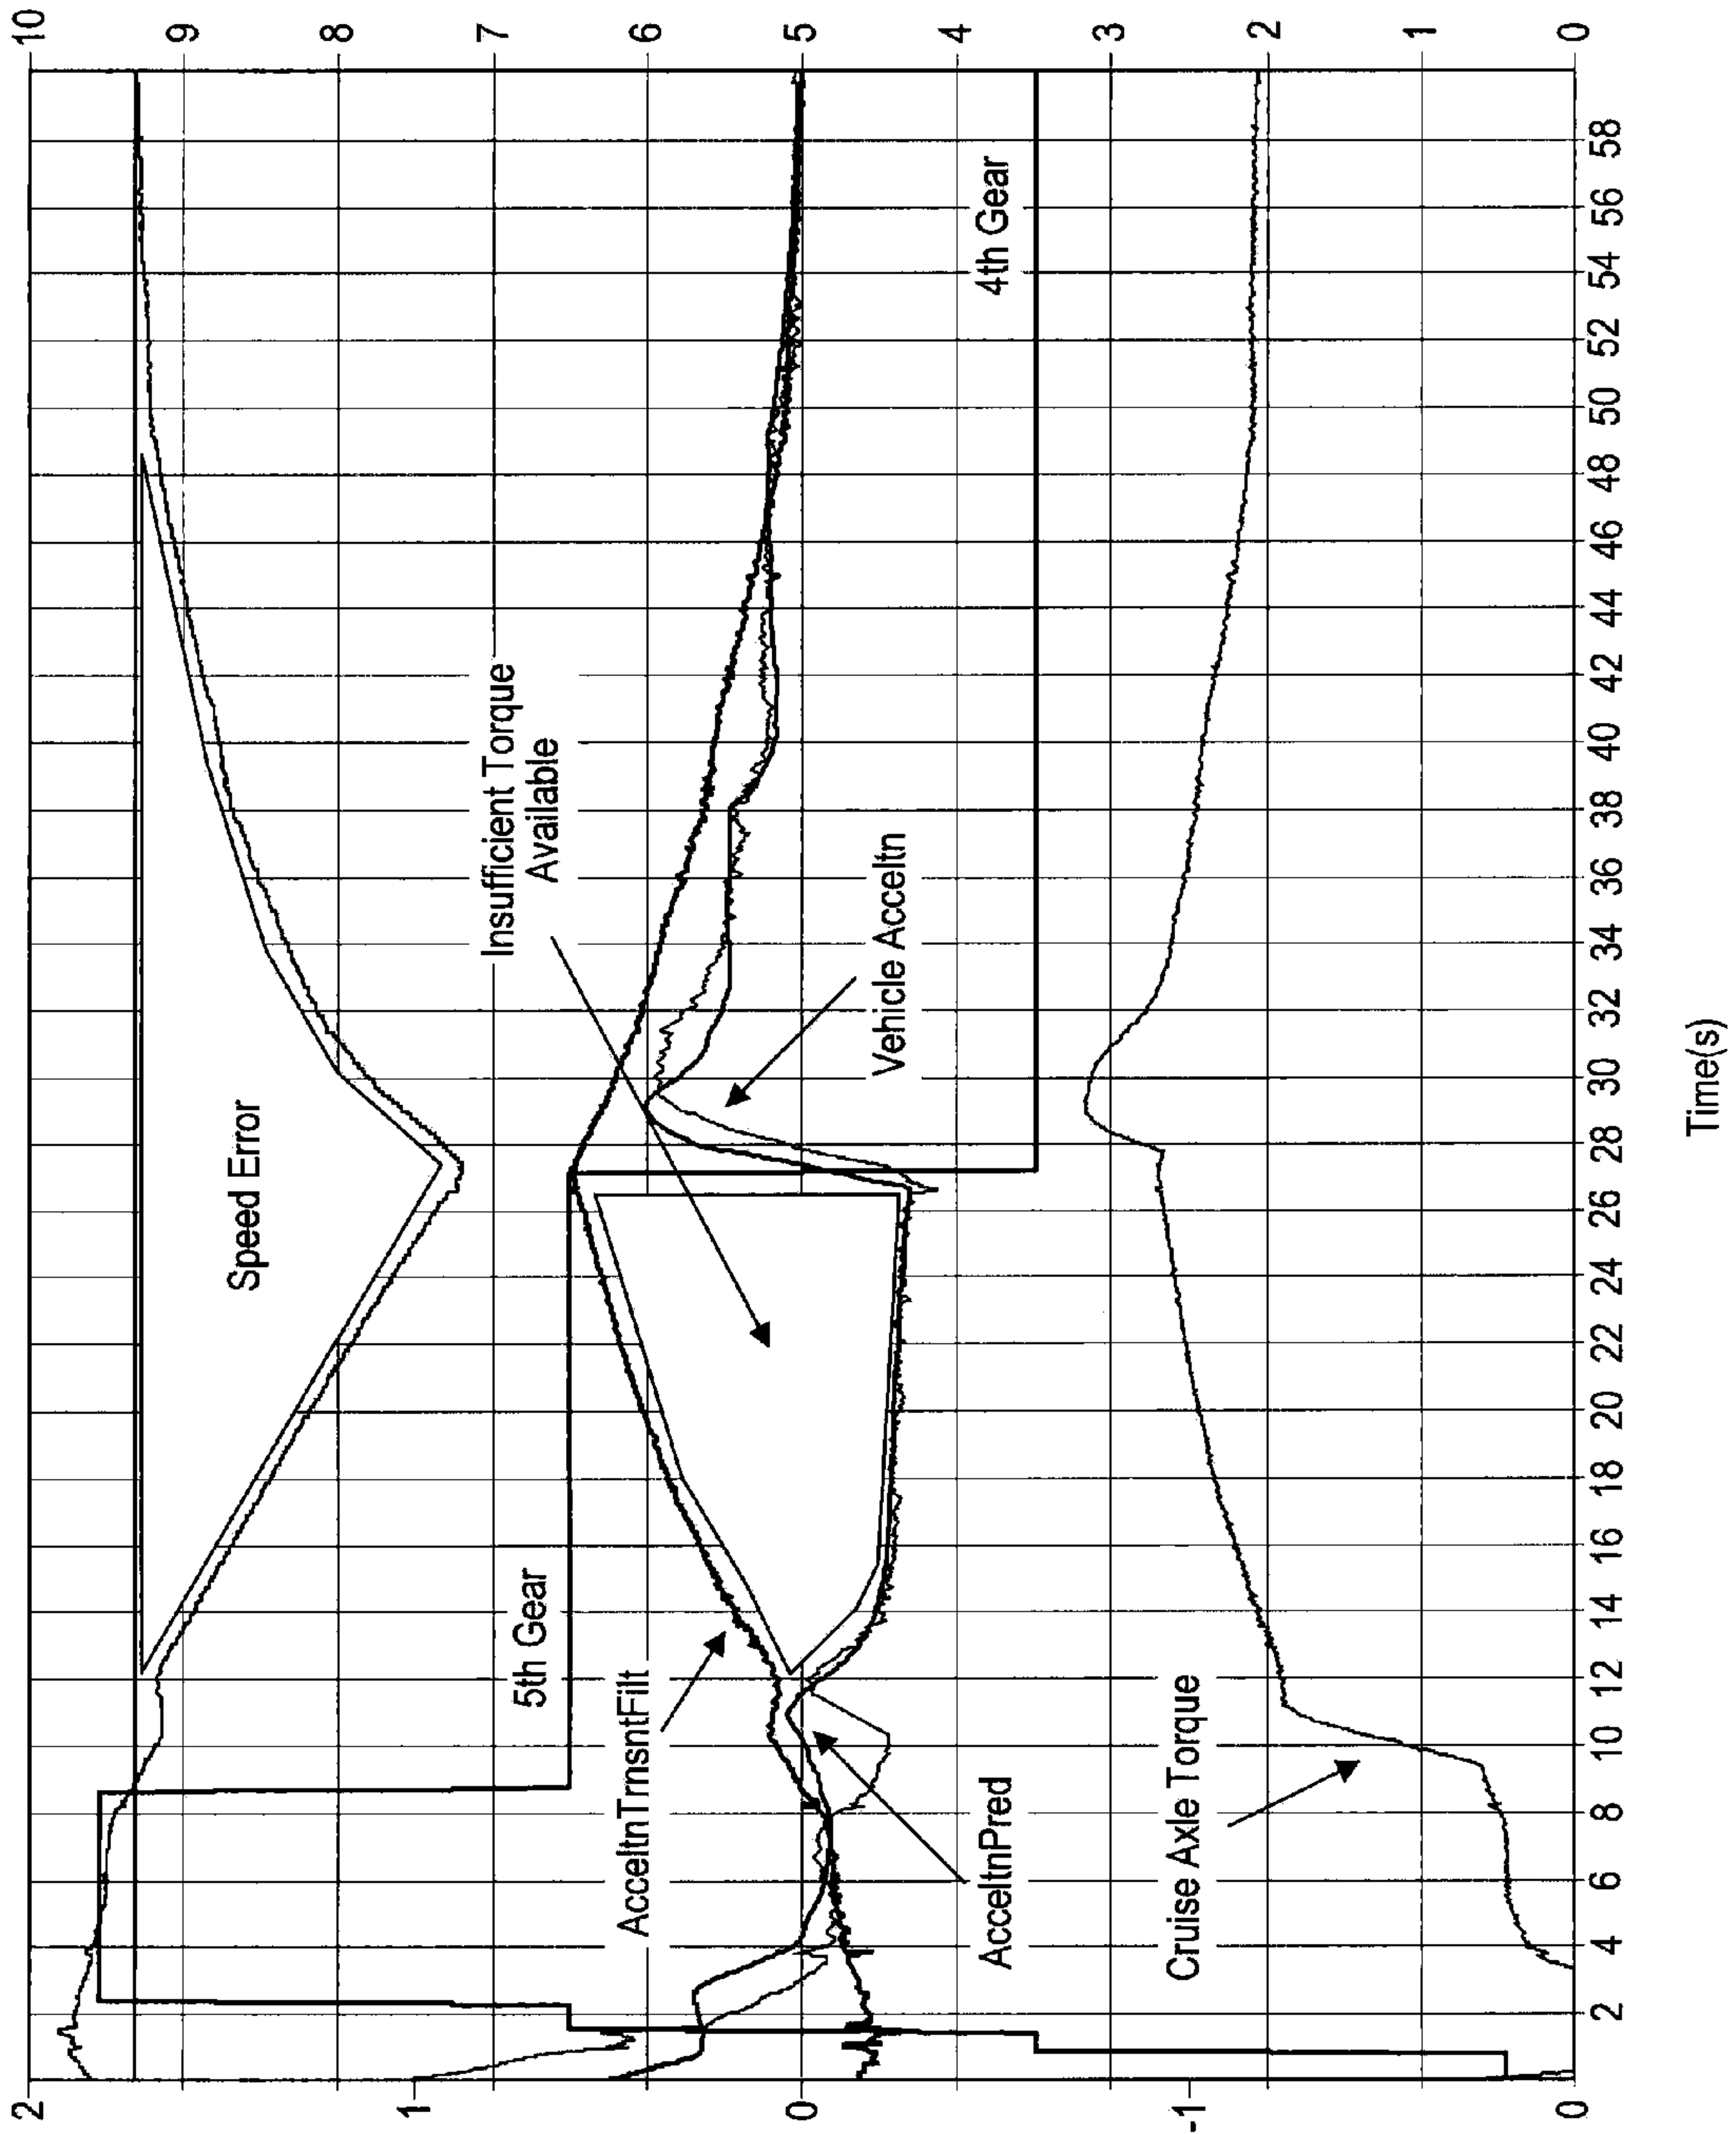 2
1
0
-1
0
Speed Error
5th Gear
Insufficient Torque
Available
AcceltnTrnsntFilt
Vehicle Acceltn
AcceltnPred
4th Gear
Cruise Axle Torque
10
9
8
7
6
5
4
3
2
1
0
2 4 6 8 10 12 14 16 18 20 22 24 26 28 30 32 34 36 38 40 42 44 46 48 50 52 54 56 58
Time(s)